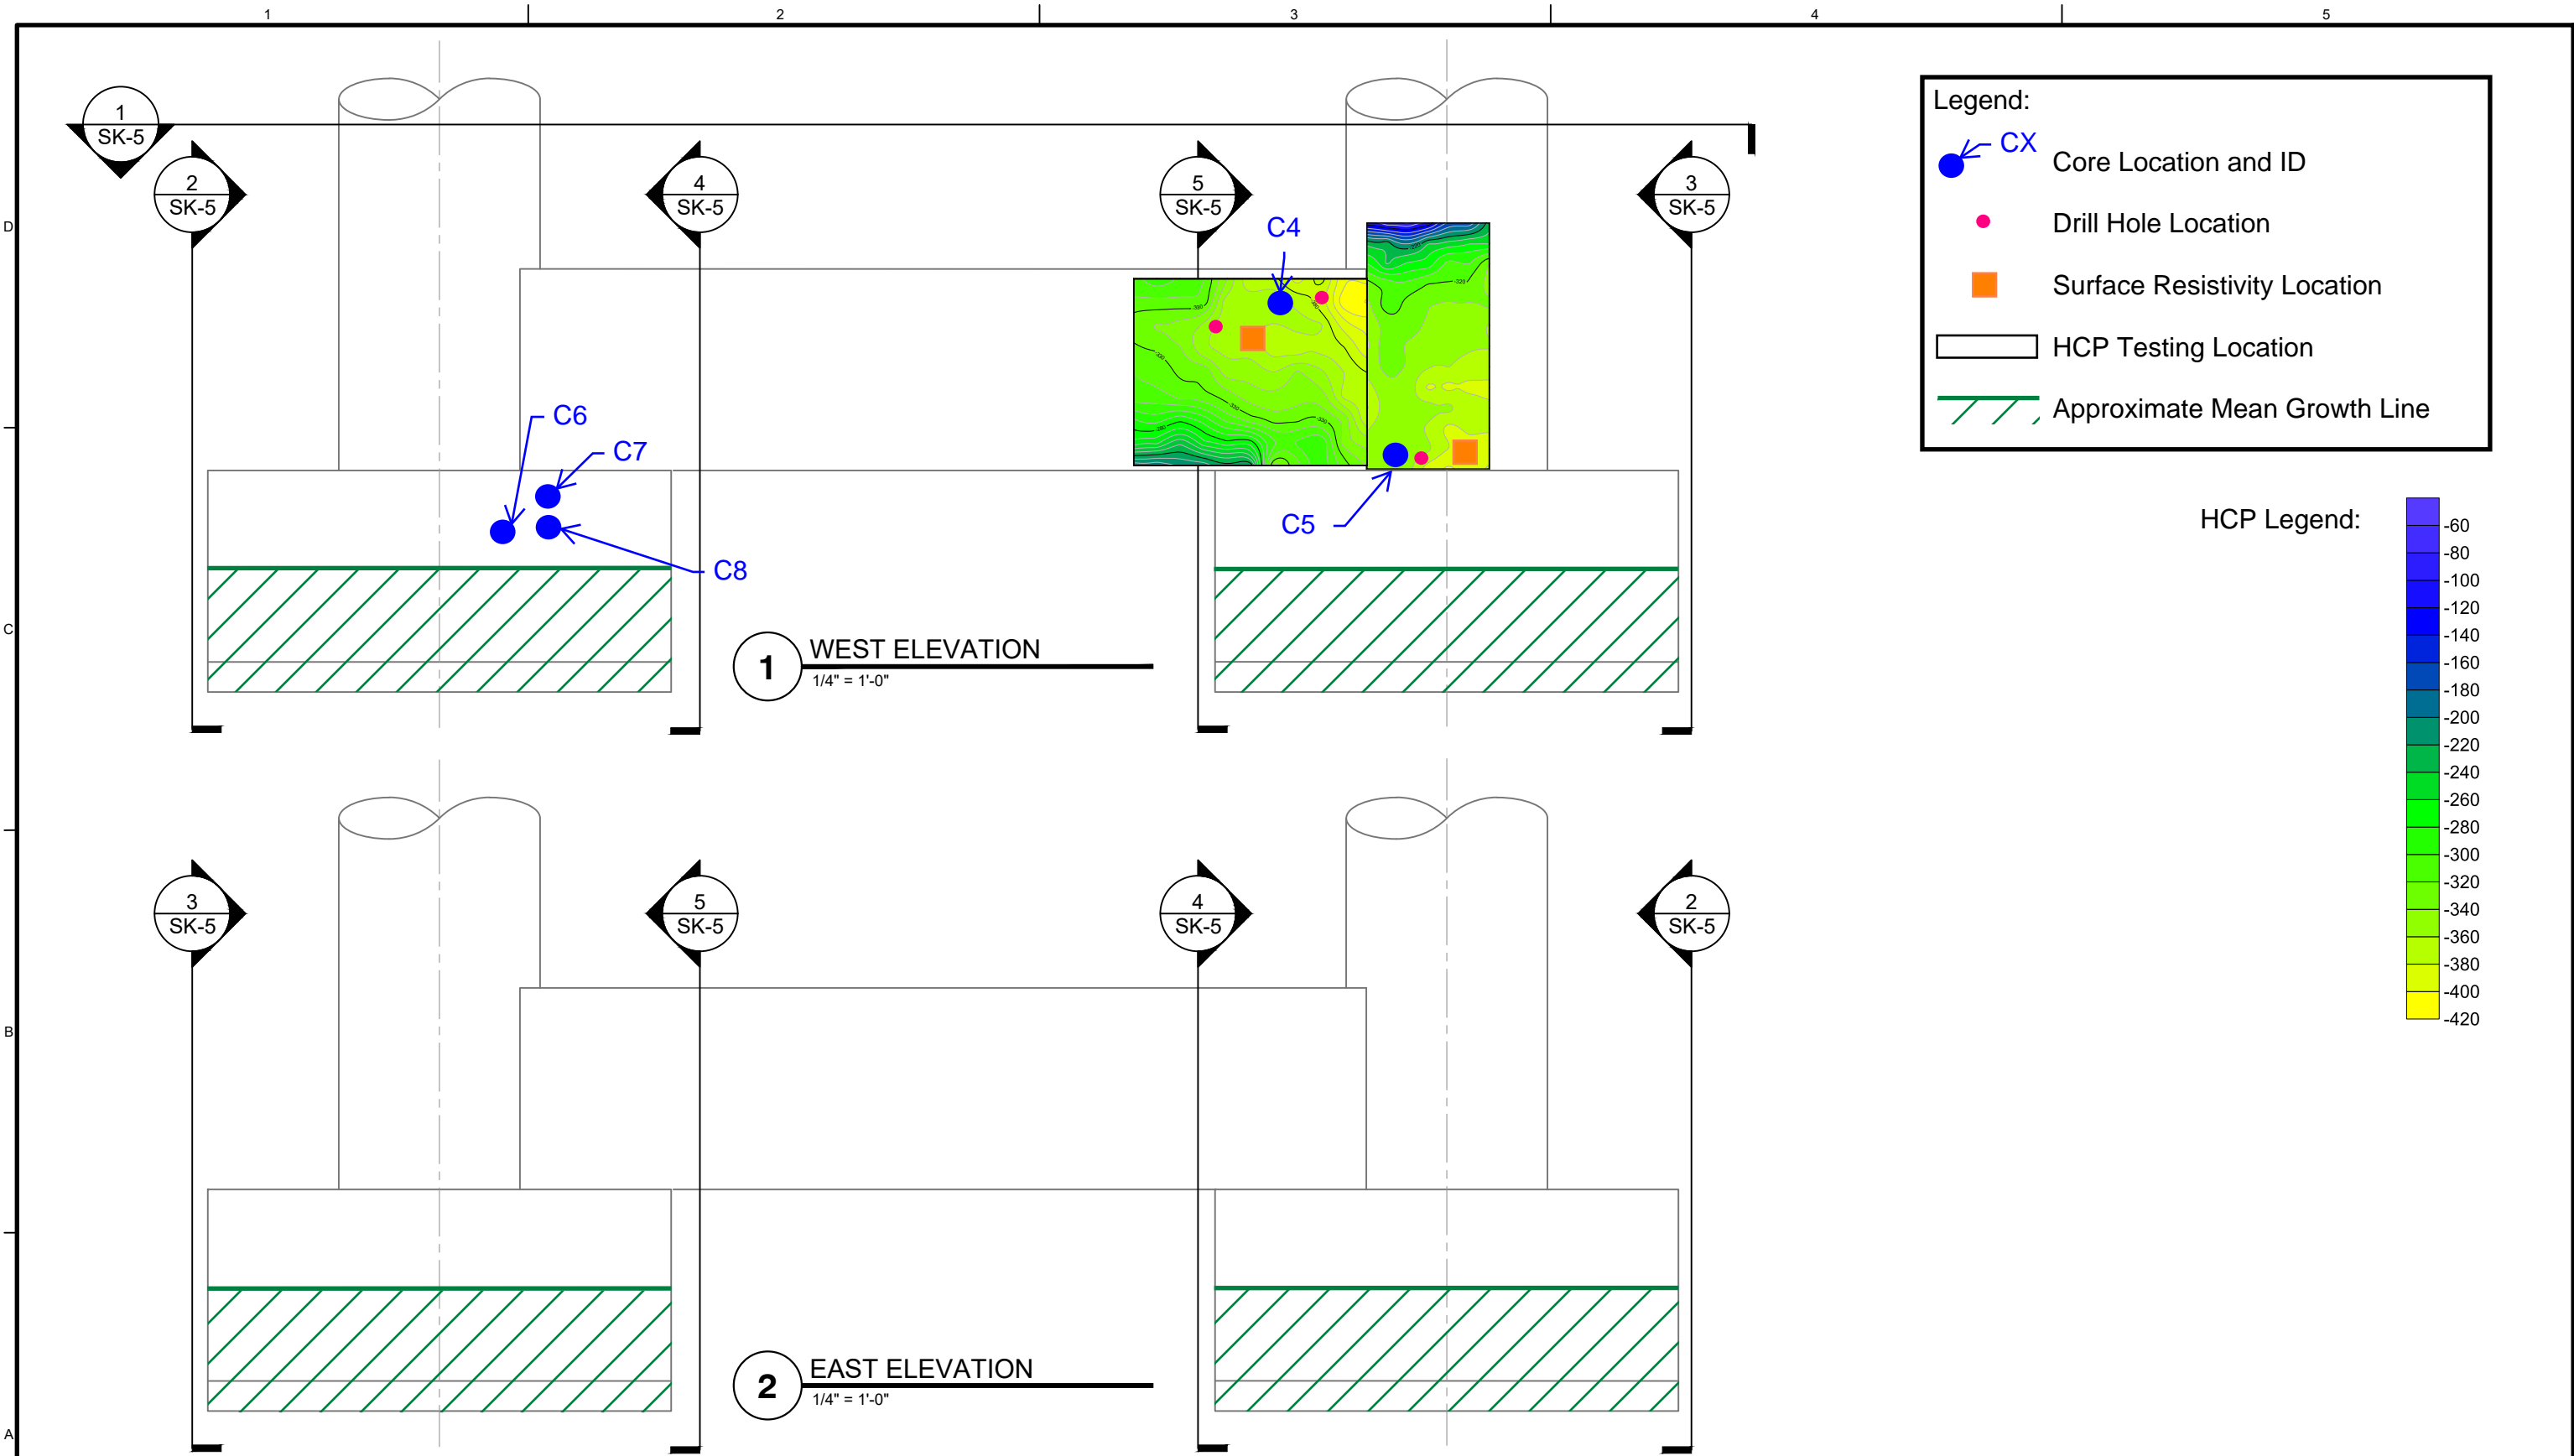 1 2 3 4 5
D
C
B
A
1
SK-5
2
SK-5
4
SK-5
5
SK-5
3
SK-5
C4
C5
C6
C7
C8
1 WEST ELEVATION
1/4" = 1'-0"
3
SK-5
5
SK-5
4
SK-5
2
SK-5
2 EAST ELEVATION
1/4" = 1'-0"
Legend:
CX Core Location and ID
Drill Hole Location
Surface Resistivity Location
HCP Testing Location
Approximate Mean Growth Line
HCP Legend:
-60
-80
-100
-120
-140
-160
-180
-200
-220
-240
-260
-280
-300
-320
-340
-360
-380
-400
-420